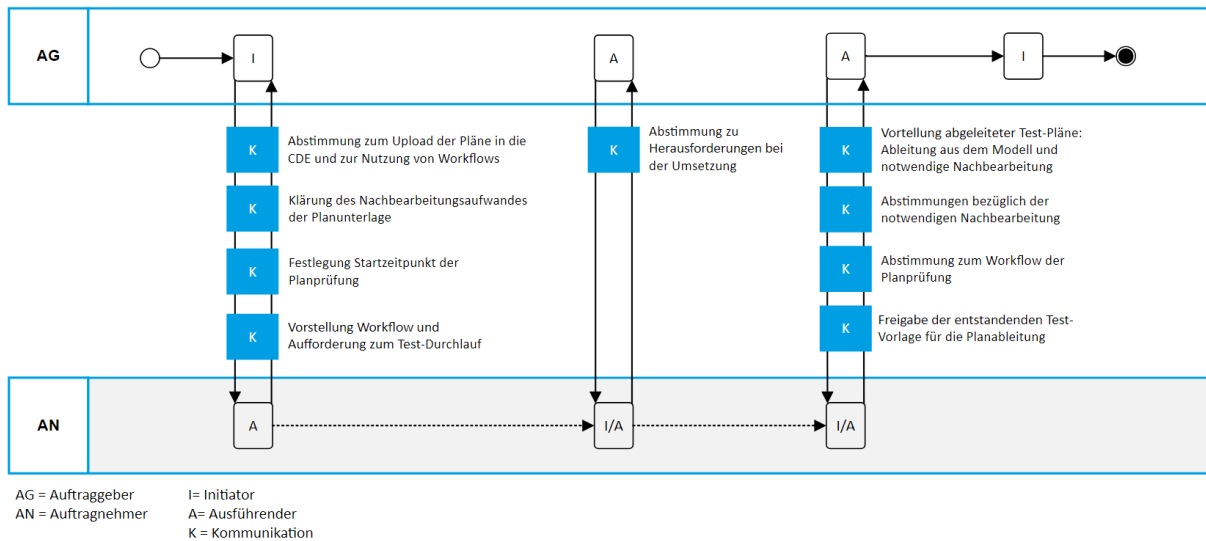 AG
I
A
A
I
K
Abstimmung zum Upload der Pläne in die
CDE und zur Nutzung von Workflows
K
Klärung des Nachbearbeitungsaufwandes
der Planunterlage
K
Festlegung Startzeitpunkt der
Planprüfung
K
Vorstellung Workflow und
Aufforderung zum Test-Durchlauf
K
Abstimmung zu
Herausforderungen bei
der Umsetzung
K
Vortellung abgeleiteter Test-Pläne:
Ableitung aus dem Modell und
notwendige Nachbearbeitung
K
Abstimmungen bezüglich der
notwendigen Nachbearbeitung
K
Abstimmung zum Workflow der
Planprüfung
K
Freigabe der entstandenden Test-
Vorlage für die Planableitung
AN
A
I/A
I/A
AG = Auftraggeber
AN = Auftragnehmer
I= Initiator
A= Ausführender
K = Kommunikation